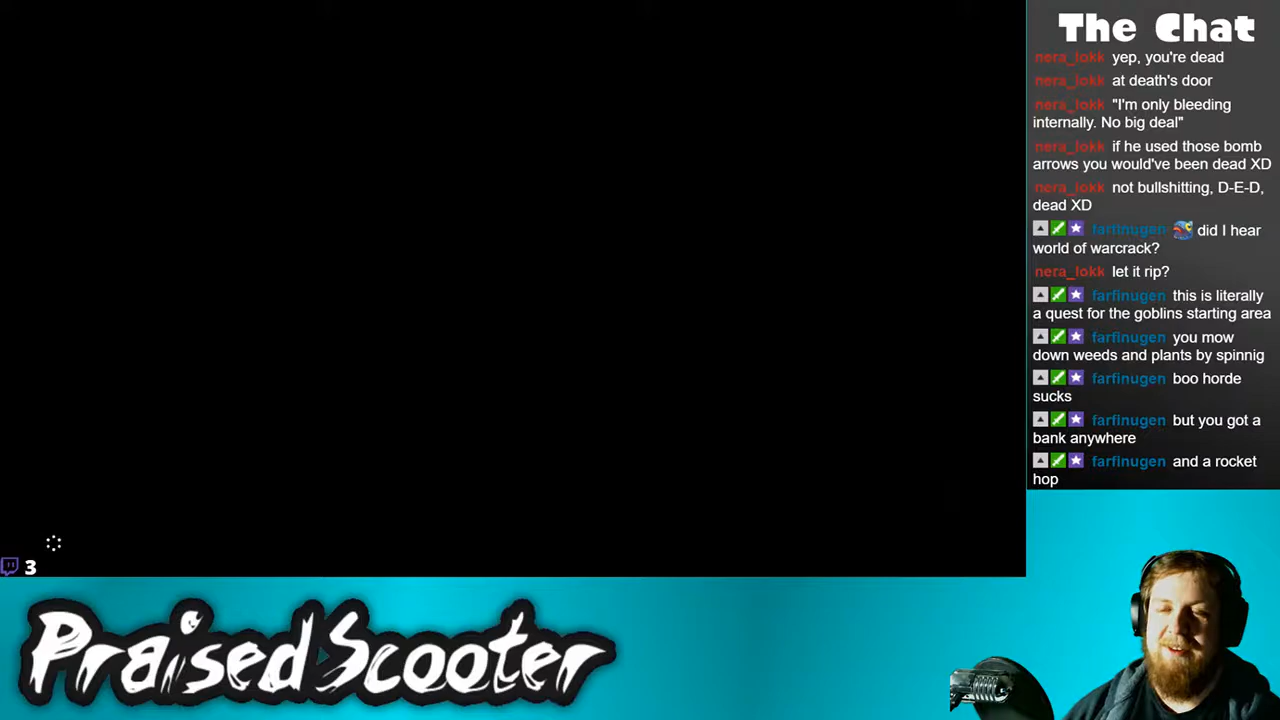 The Chat
nera_lokk yep, you're dead
nera_lokk at death's door
nera_lokk "I'm only bleeding
internally. No big deal"
nera_lokk if he used those bomb
arrows you would've been dead XD
nera_lokk not bullshitting, D-E-D,
dead XD
farfinugen did I hear
world of warcrack?
nera_lokk let it rip?
farfinugen this is literally
a quest for the goblins starting area
farfinugen you mow
down weeds and plants by spinnig
farfinugen boo horde
sucks
farfinugen but you got a
bank anywhere
farfinugen and a rocket
hop
3
PraisedScooter